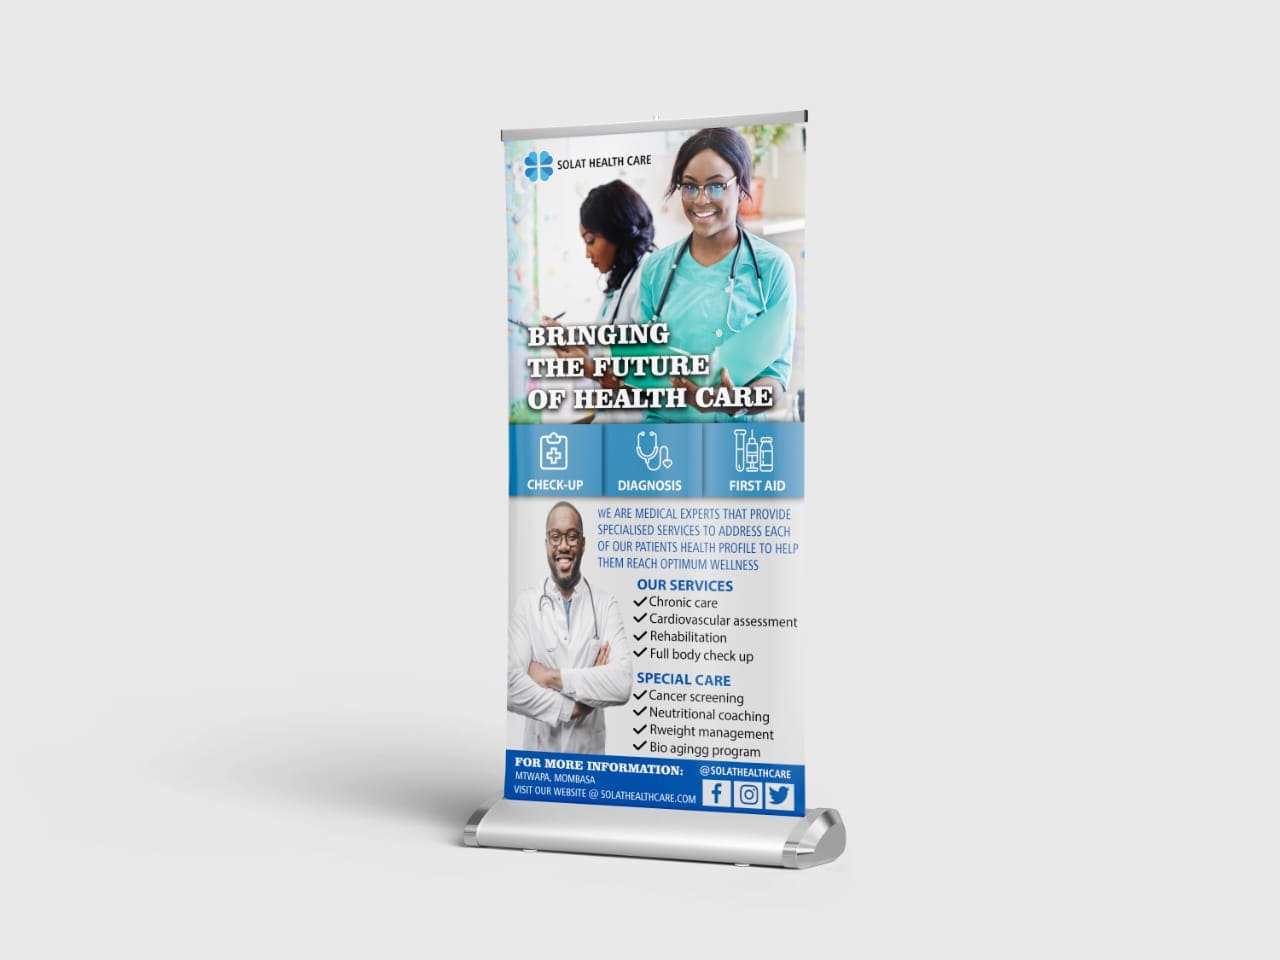 SOLAT HEALTH CARE
BRINGING
THE FUTURE
OF HEALTH CARE
CHECK-UP
DIAGNOSIS
FIRST AID
WE ARE MEDICAL EXPERTS THAT PROVIDE
SPECIALISED SERVICES TO ADDRESS EACH
OF OUR PATIENTS HEALTH PROFILE TO HELP
THEM REACH OPTIMUM WELLNESS
OUR SERVICES
Chronic care
Cardiovascular assessment
Rehabilitation
Full body check up
SPECIAL CARE
Cancer screening
Neutritional coaching
Rweight management
Bio agingg program
FOR MORE INFORMATION:
MTWAPA, MOMBASA
VISIT OUR WEBSITE @ SOLATHEALTHCARE.COM
@SOLATHEALTHCARE